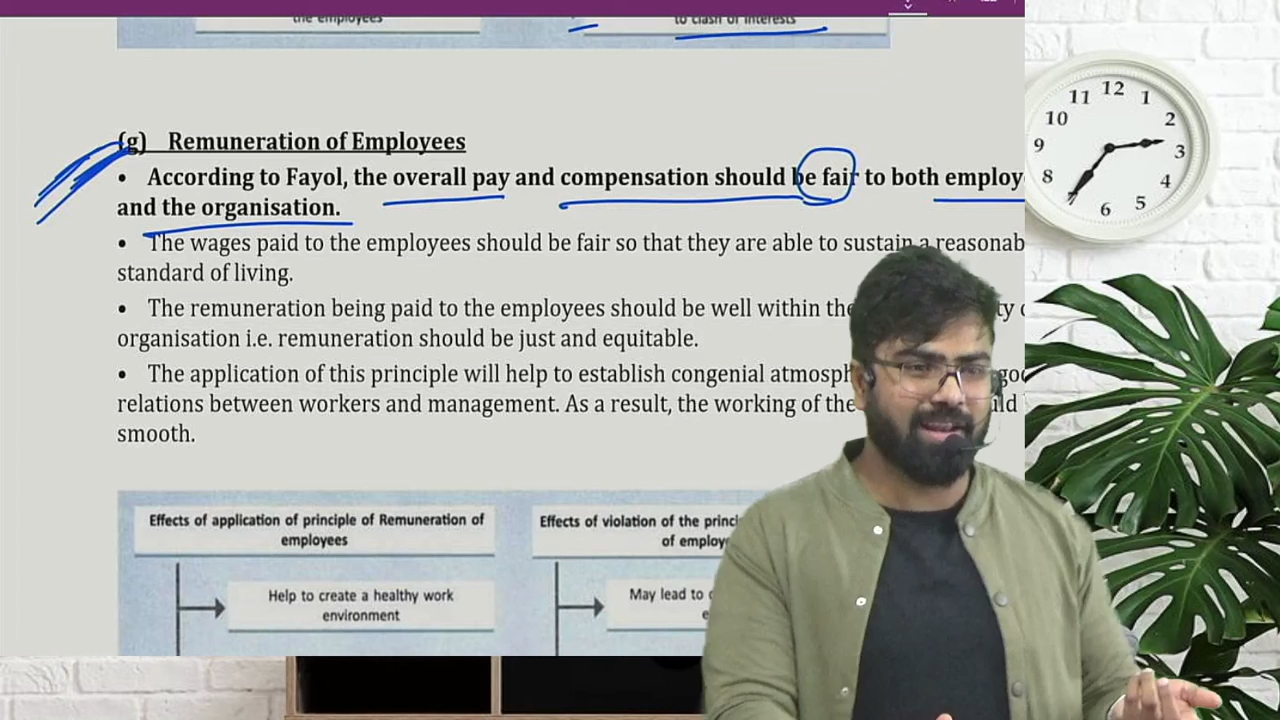 the employees
to clash of interests
(g) Remuneration of Employees
• According to Fayol, the overall pay and compensation should be fair to both employ
and the organisation.
• The wages paid to the employees should be fair so that they are able to sustain a reasonab
standard of living.
• The remuneration being paid to the employees should be well within the
organisation i.e. remuneration should be just and equitable.
• The application of this principle will help to establish congenial atmosph
relations between workers and management. As a result, the working of the
smooth.
Effects of application of principle of Remuneration of
employees
Effects of violation of the princi
of employ
Help to create a healthy work
environment
May lead to
12
11 1
10 2
9 3
8 4
7 5
6